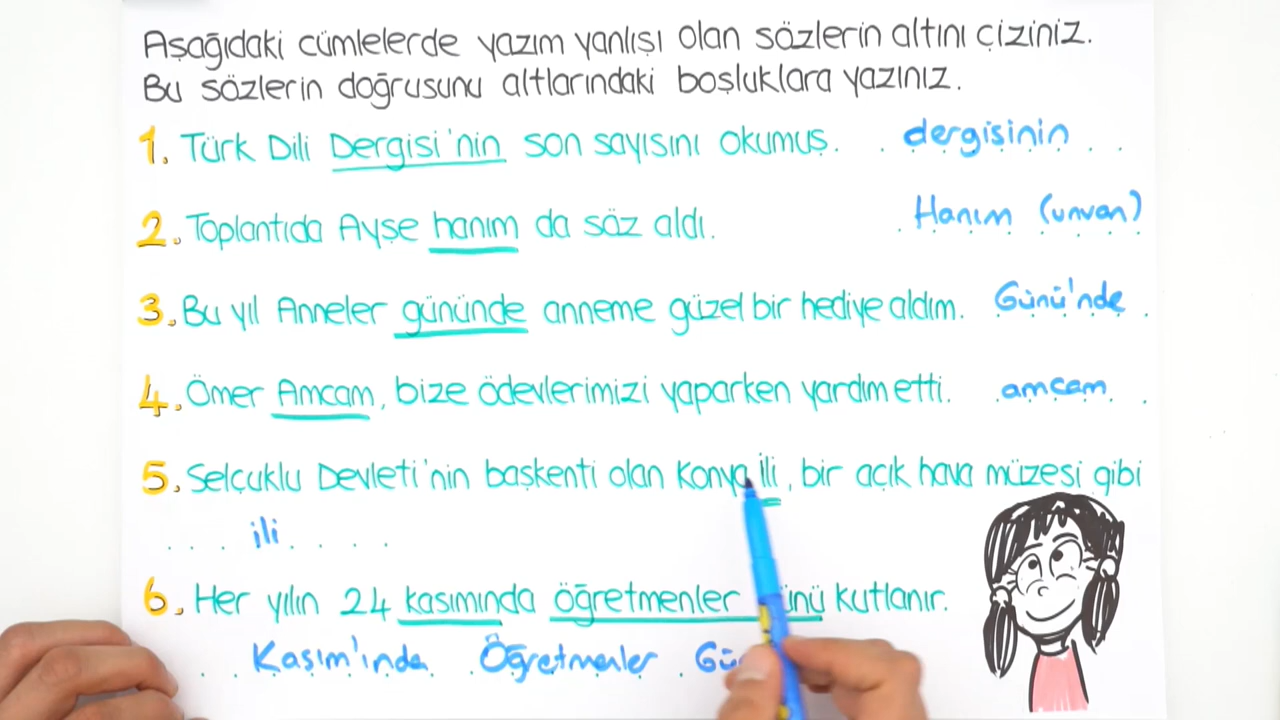 Aşağıdaki cümlelerde yazım yanlışı olan sözlerin altını çiziniz.
Bu sözlerin doğrusunu altlarındaki boşluklara yazınız.
1. Türk Dili Dergisi'nin son sayısını okumuş. dergisinin
2. Toplantıda Ayşe hanım da söz aldı. Hanım (unvan)
3. Bu yıl Anneler gününde anneme güzel bir hediye aldım. Günü'nde
4. Ömer Amcam, bize ödevlerimizi yaparken yardım etti. amcam
5. Selçuklu Devleti'nin başkenti olan Konya İli, bir açık hava müzesi gibi
ili
6. Her yılın 24 kasımında öğretmenler kutlanır.
Kasım'ında Öğretmenler